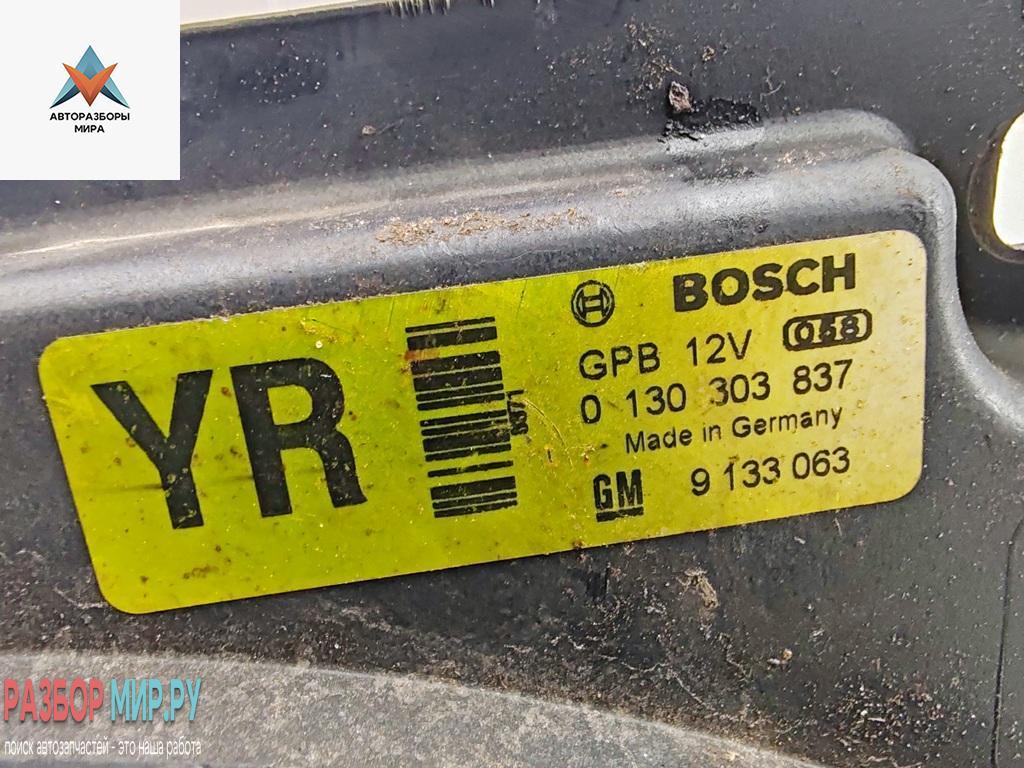 АВТОРАЗБОРЫ
МИРА
YR
BOSCH
GPB 12V 058
0 130 303 837
Made in Germany
GM 9 133 063
РАЗБОР МИР.РУ
поиск автозапчастей - это наша работа